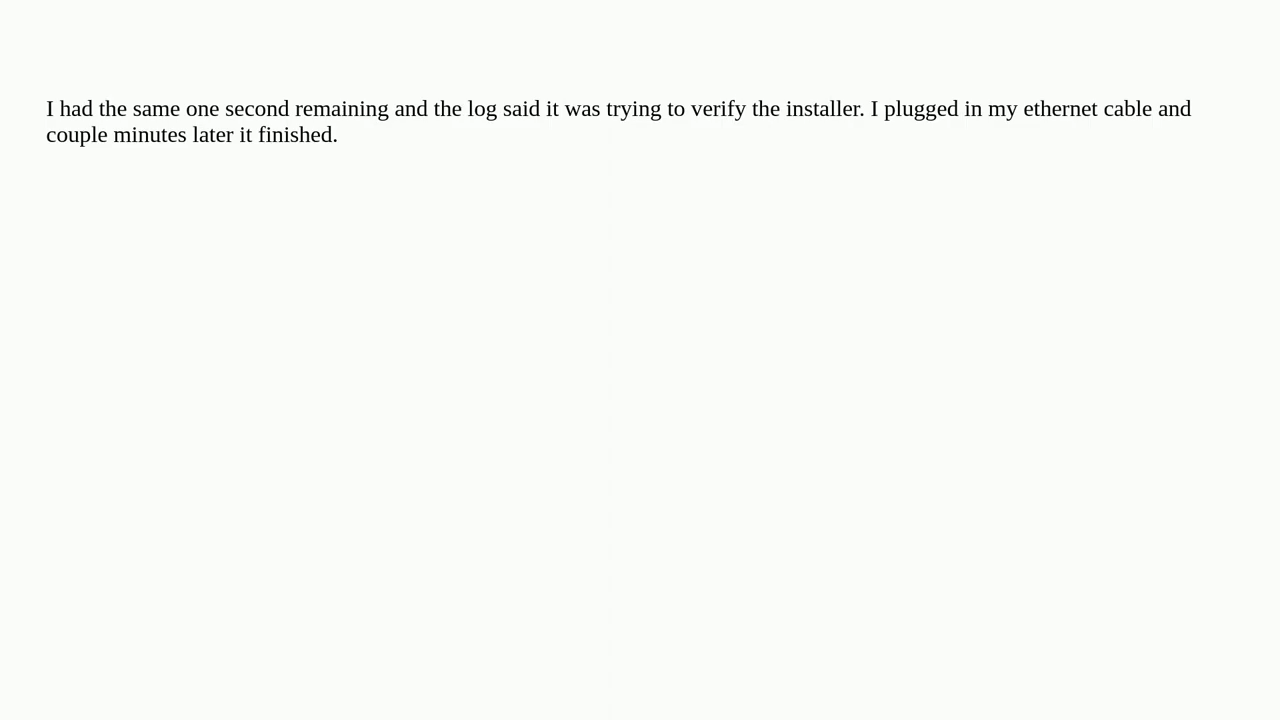 I had the same one second remaining and the log said it was trying to verify the installer. I plugged in my ethernet cable and
couple minutes later it finished.